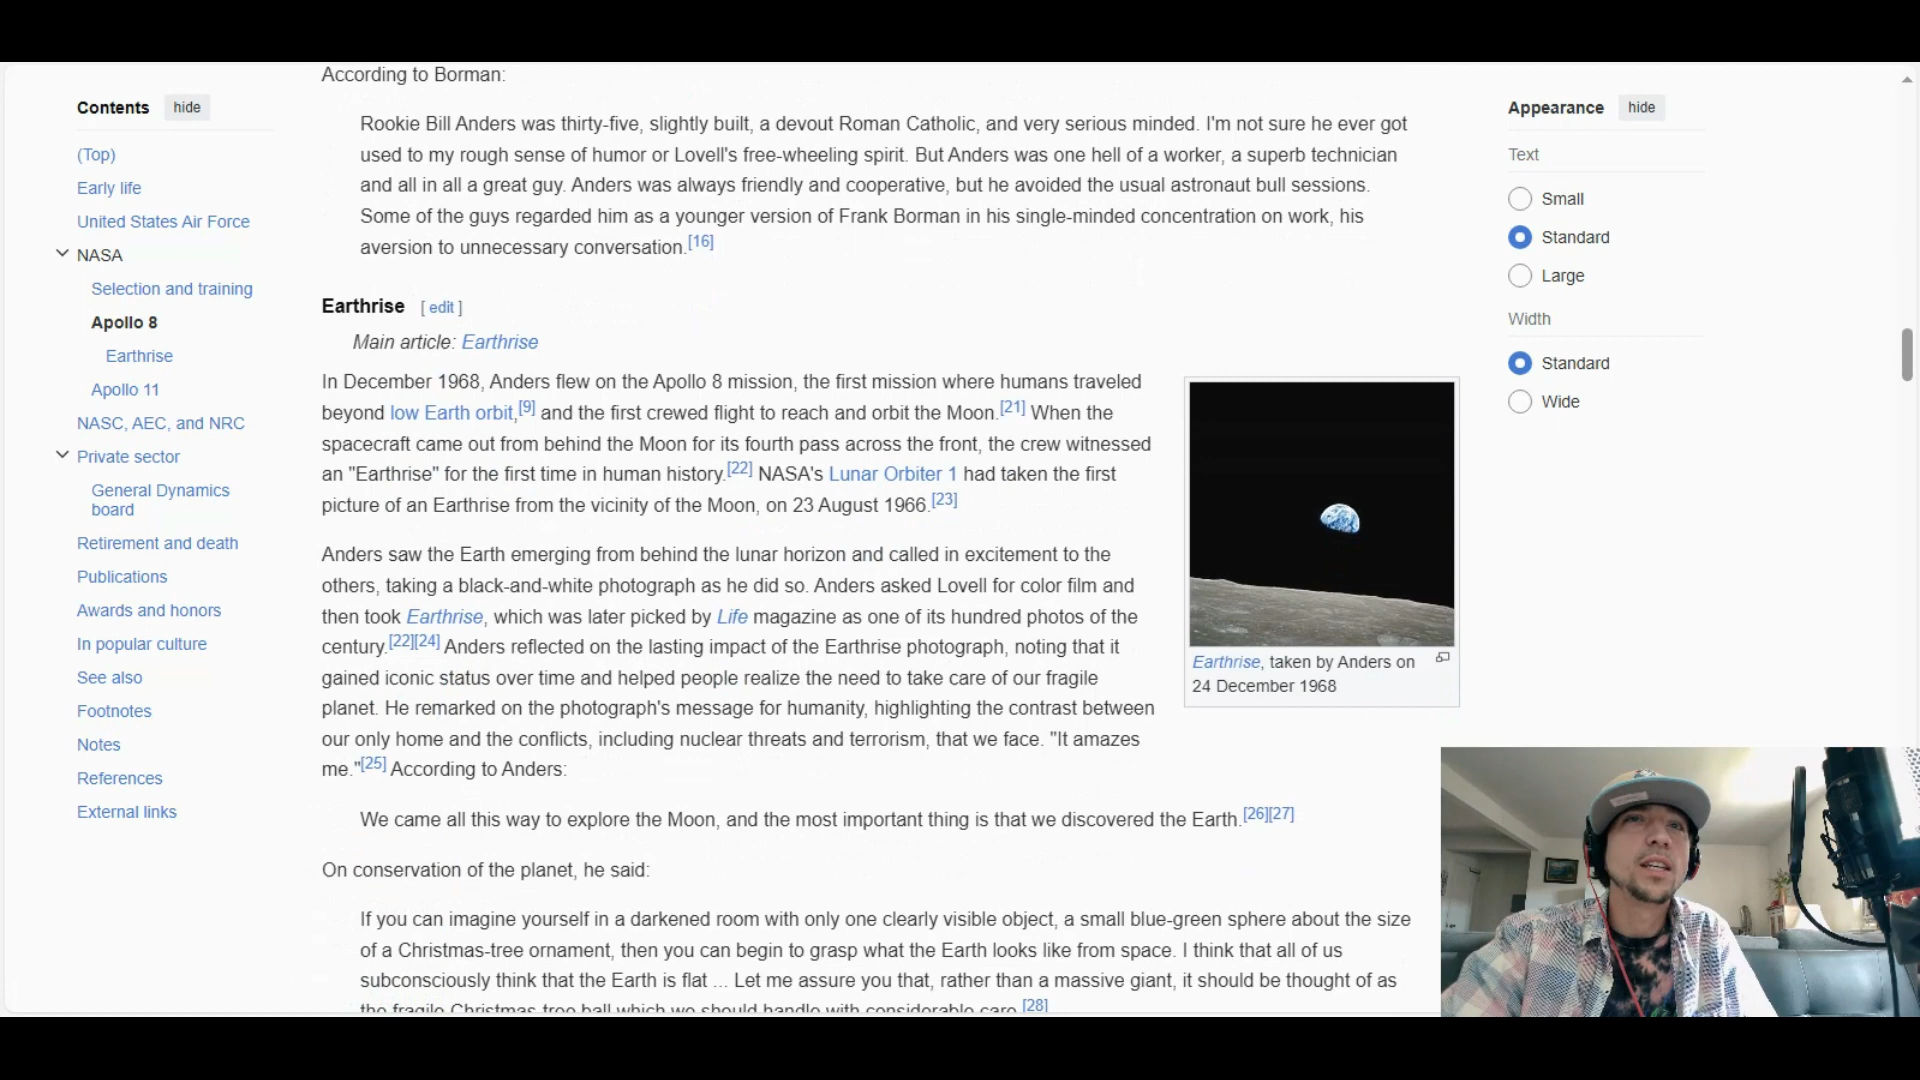 According to Borman:
Contents hide
(Top)
Early life
United States Air Force
NASA
Selection and training
Apollo 8
Earthrise
Apollo 11
NASC, AEC, and NRC
Private sector
General Dynamics
board
Retirement and death
Publications
Awards and honors
In popular culture
See also
Footnotes
Notes
References
External links
Rookie Bill Anders was thirty-five, slightly built, a devout Roman Catholic, and very serious minded. I'm not sure he ever got
used to my rough sense of humor or Lovell's free-wheeling spirit. But Anders was one hell of a worker, a superb technician
and all in all a great guy. Anders was always friendly and cooperative, but he avoided the usual astronaut bull sessions.
Some of the guys regarded him as a younger version of Frank Borman in his single-minded concentration on work, his
aversion to unnecessary conversation.[16]
Earthrise [ edit ]
Main article: Earthrise
In December 1968, Anders flew on the Apollo 8 mission, the first mission where humans traveled
beyond low Earth orbit,[9] and the first crewed flight to reach and orbit the Moon.[21] When the
spacecraft came out from behind the Moon for its fourth pass across the front, the crew witnessed
an "Earthrise" for the first time in human history.[22] NASA's Lunar Orbiter 1 had taken the first
picture of an Earthrise from the vicinity of the Moon, on 23 August 1966.[23]
Anders saw the Earth emerging from behind the lunar horizon and called in excitement to the
others, taking a black-and-white photograph as he did so. Anders asked Lovell for color film and
then took Earthrise, which was later picked by Life magazine as one of its hundred photos of the
century.[22][24] Anders reflected on the lasting impact of the Earthrise photograph, noting that it
gained iconic status over time and helped people realize the need to take care of our fragile
planet. He remarked on the photograph's message for humanity, highlighting the contrast between
our only home and the conflicts, including nuclear threats and terrorism, that we face. "It amazes
me."[25] According to Anders:
We came all this way to explore the Moon, and the most important thing is that we discovered the Earth.[26][27]
On conservation of the planet, he said:
If you can imagine yourself in a darkened room with only one clearly visible object, a small blue-green sphere about the size
of a Christmas-tree ornament, then you can begin to grasp what the Earth looks like from space. I think that all of us
subconsciously think that the Earth is flat ... Let me assure you that, rather than a massive giant, it should be thought of as
the fragile Christmas-tree ball which we should handle with considerable care.[28]
Earthrise, taken by Anders on
24 December 1968
Appearance hide
Text
Small
Standard
Large
Width
Standard
Wide